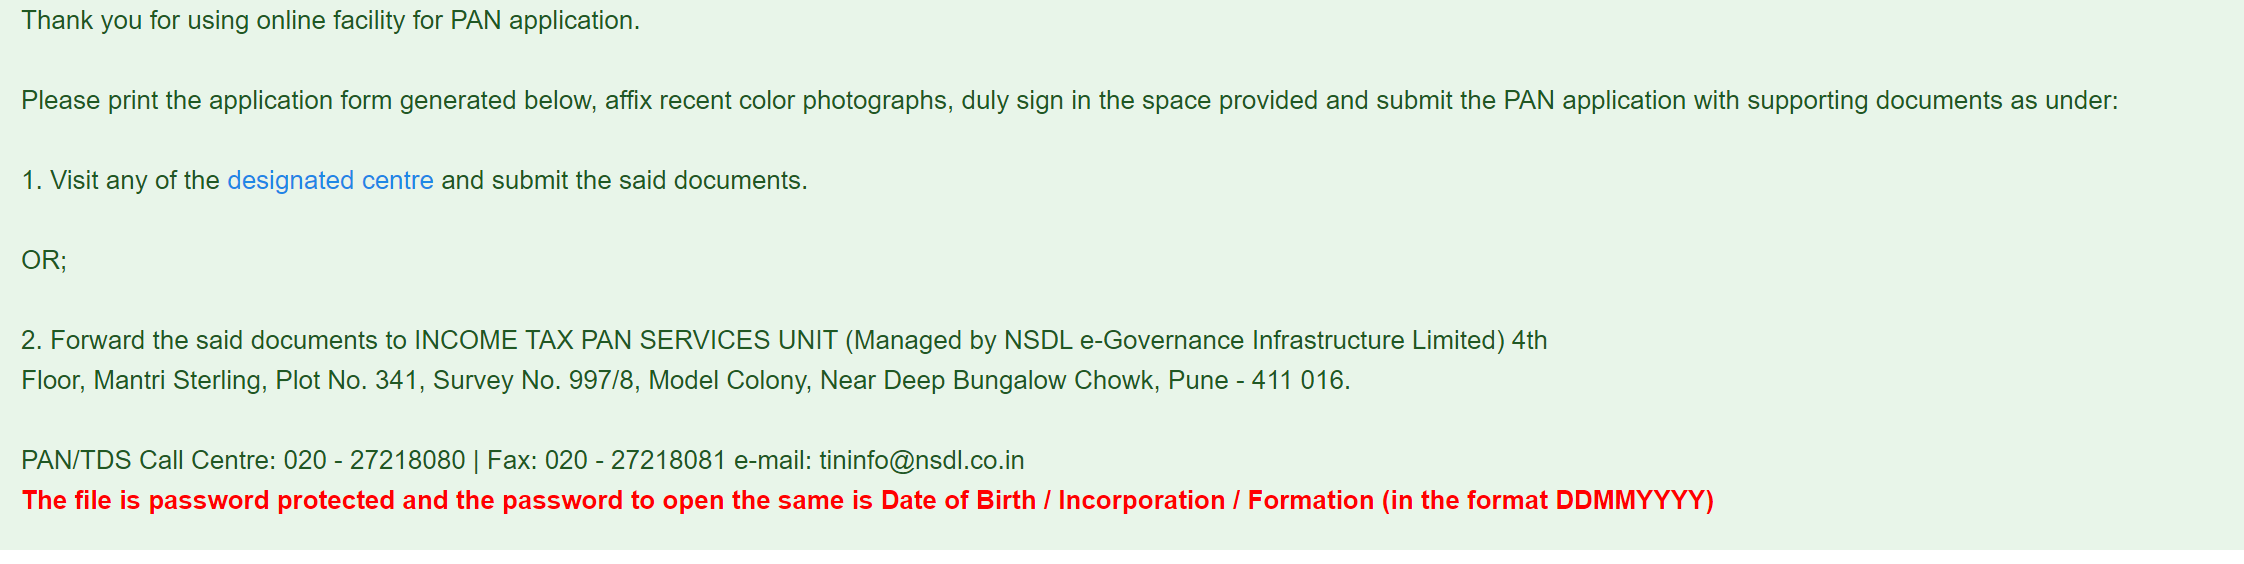 Thank you for using online facility for PAN application.
Please print the application form generated below, affix recent color photographs, duly sign in the space provided and submit the PAN application with supporting documents as under:
1. Visit any of the designated centre and submit the said documents.
OR;
2. Forward the said documents to INCOME TAX PAN SERVICES UNIT (Managed by NSDL e-Governance Infrastructure Limited) 4th
Floor, Mantri Sterling, Plot No. 341, Survey No. 997/8, Model Colony, Near Deep Bungalow Chowk, Pune - 411 016.
PAN/TDS Call Centre: 020 - 27218080 | Fax: 020 - 27218081 e-mail: tininfo@nsdl.co.in
The file is password protected and the password to open the same is Date of Birth / Incorporation / Formation (in the format DDMMYYYY)